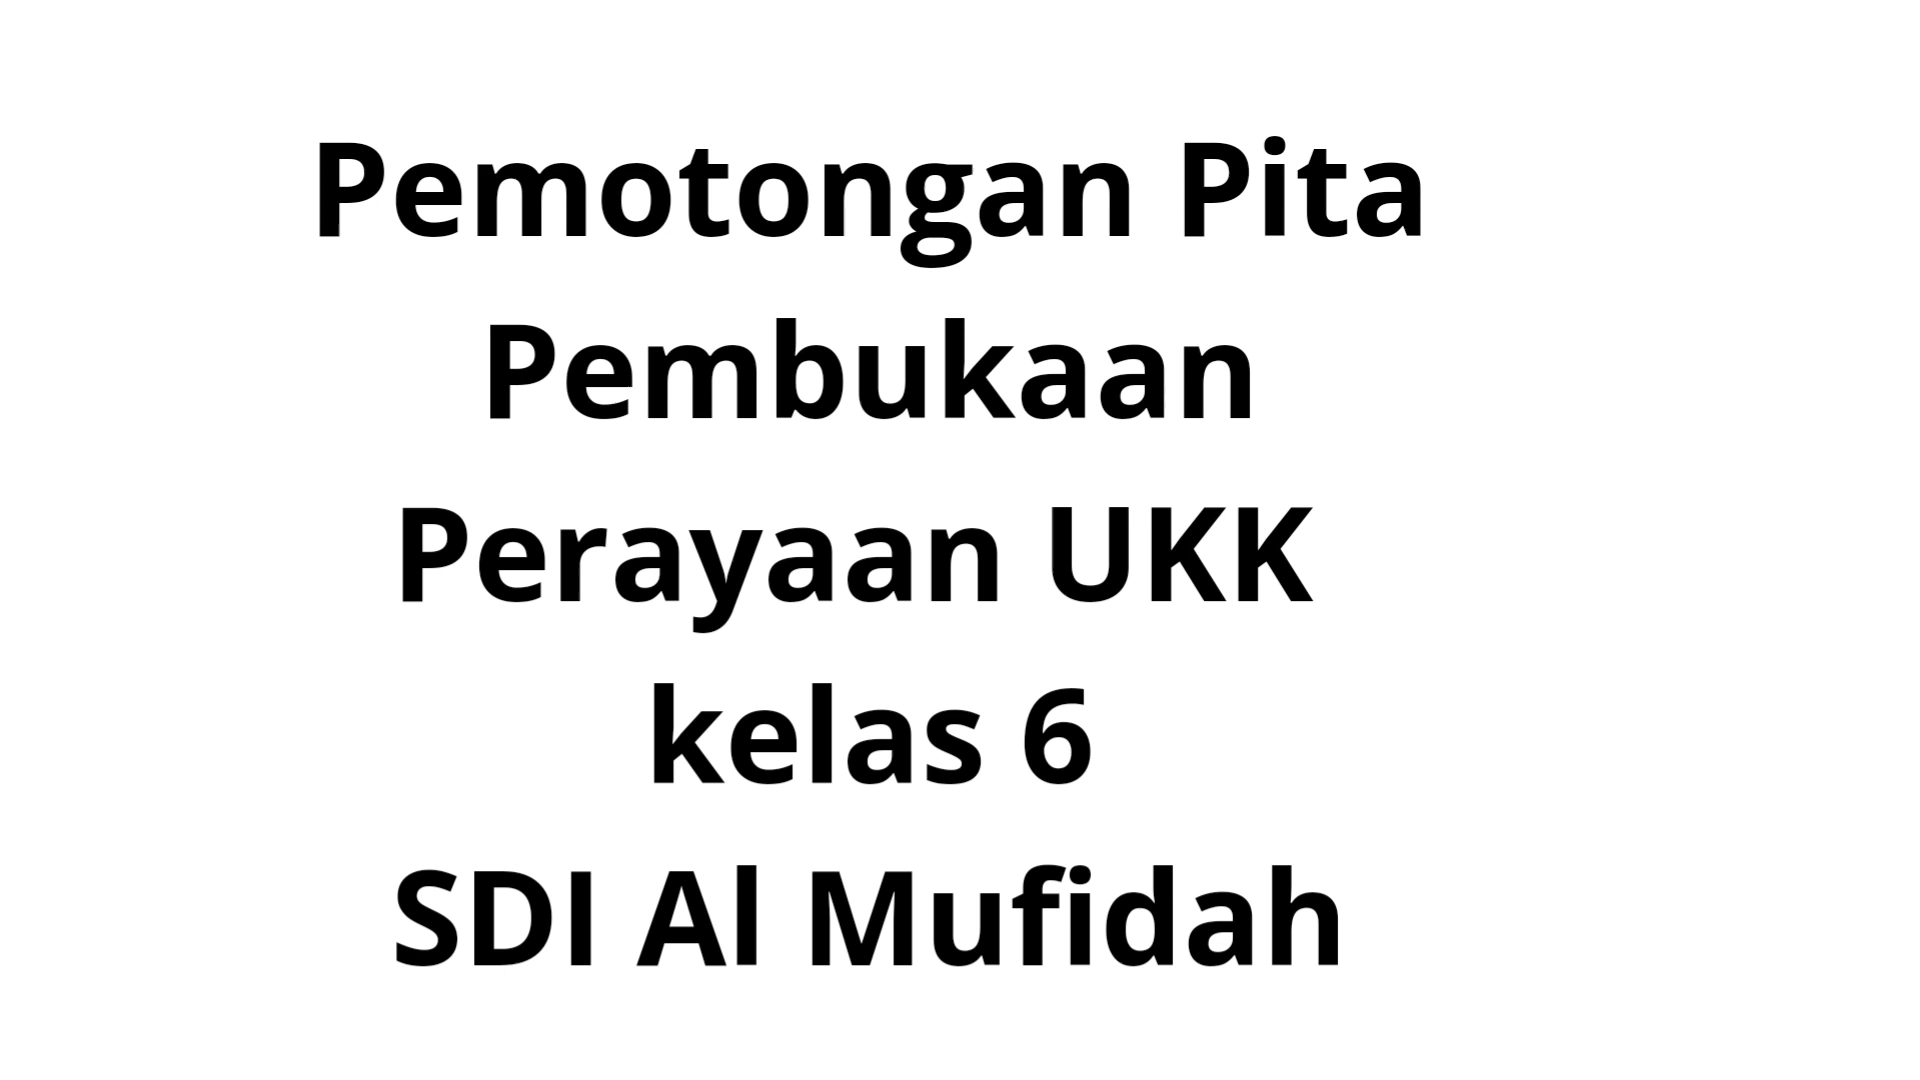 Pemotongan Pita
Pembukaan
Perayaan UKK
kelas 6
SDI Al Mufidah